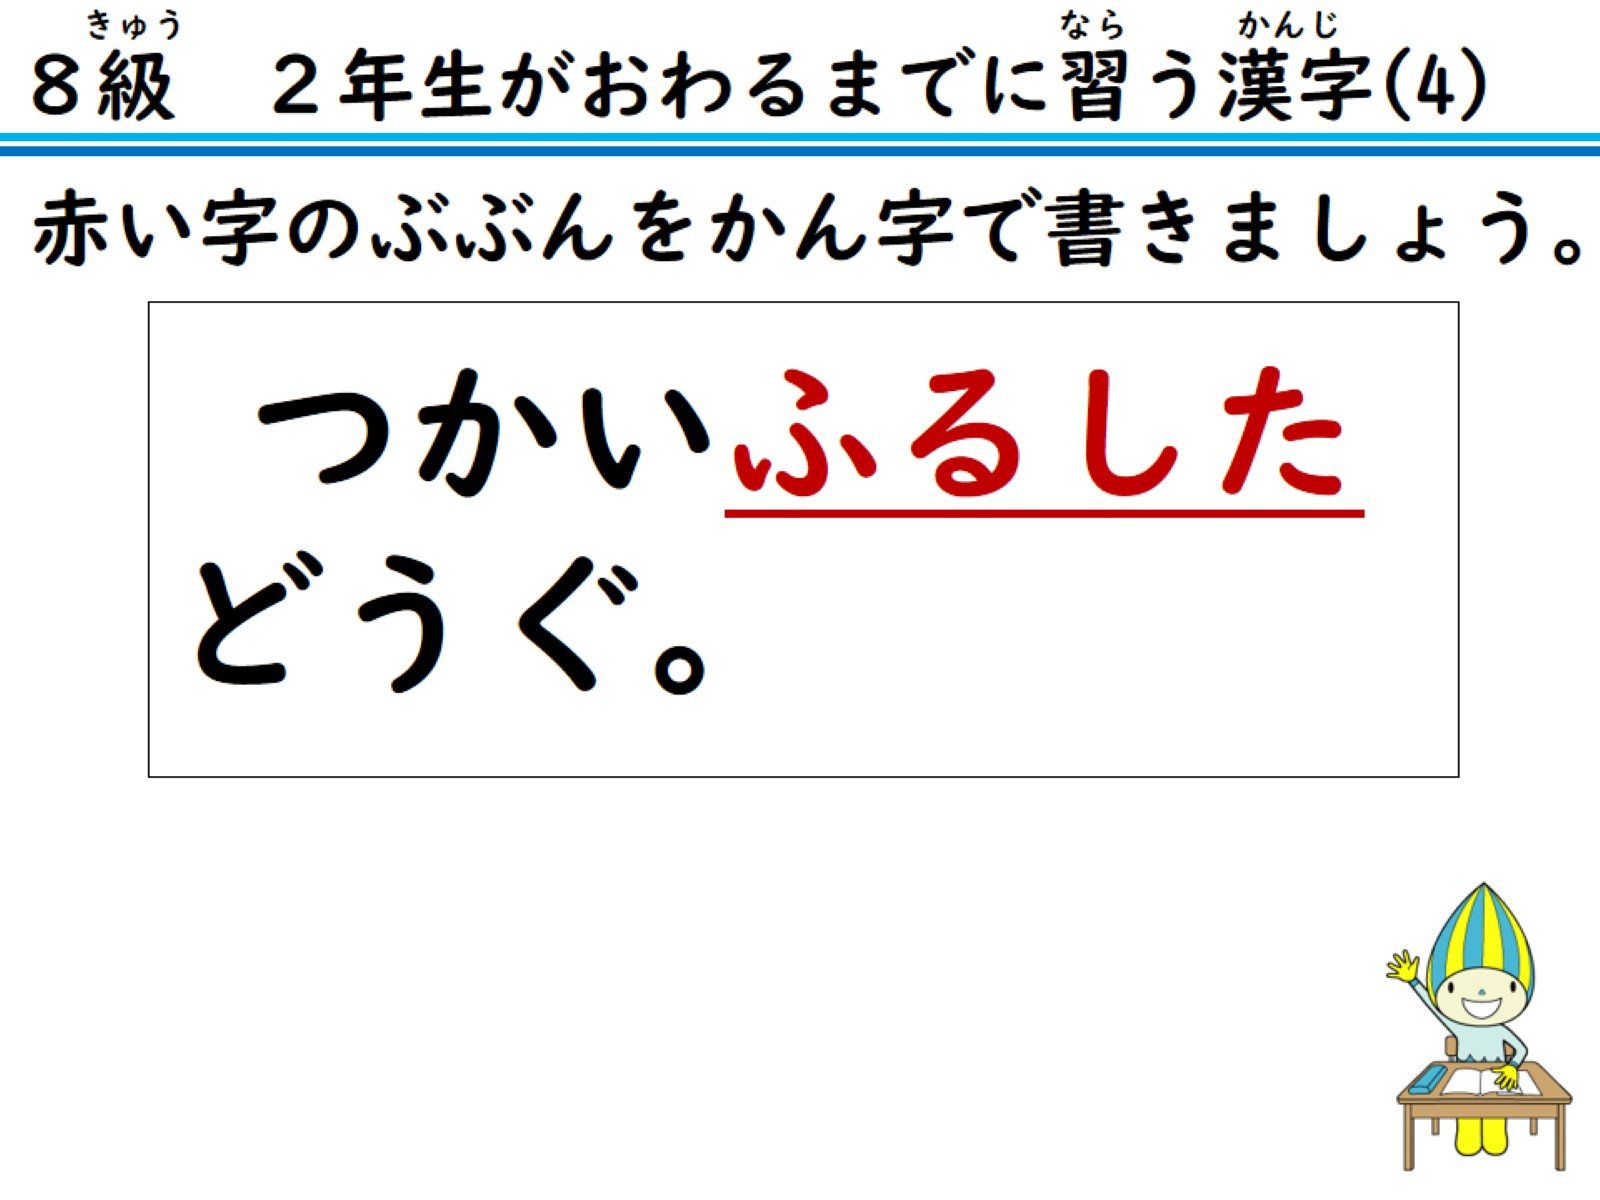 きゅう なら かんじ
８級　２年生がおわるまでに習う漢字(4)
赤い字のぶぶんをかん字で書きましょう。
つかいふるした
どうぐ。